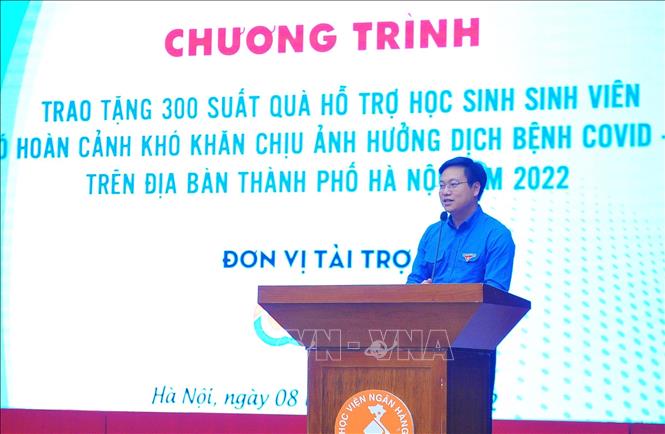 CHƯƠNG TRÌNH
TRAO TẶNG 300 SUẤT QUÀ HỖ TRỢ HỌC SINH SINH VIÊN
HOÀN CẢNH KHÓ KHĂN CHỊU ẢNH HƯỞNG DỊCH BỆNH COVID -
TRÊN ĐỊA BÀN THÀNH PHỐ HÀ NỘI 2022
ĐƠN VỊ TÀI TRỢ
VN-VNA
Hà Nội, ngày 08
HỌC VIỆN NGÂN HÀNG